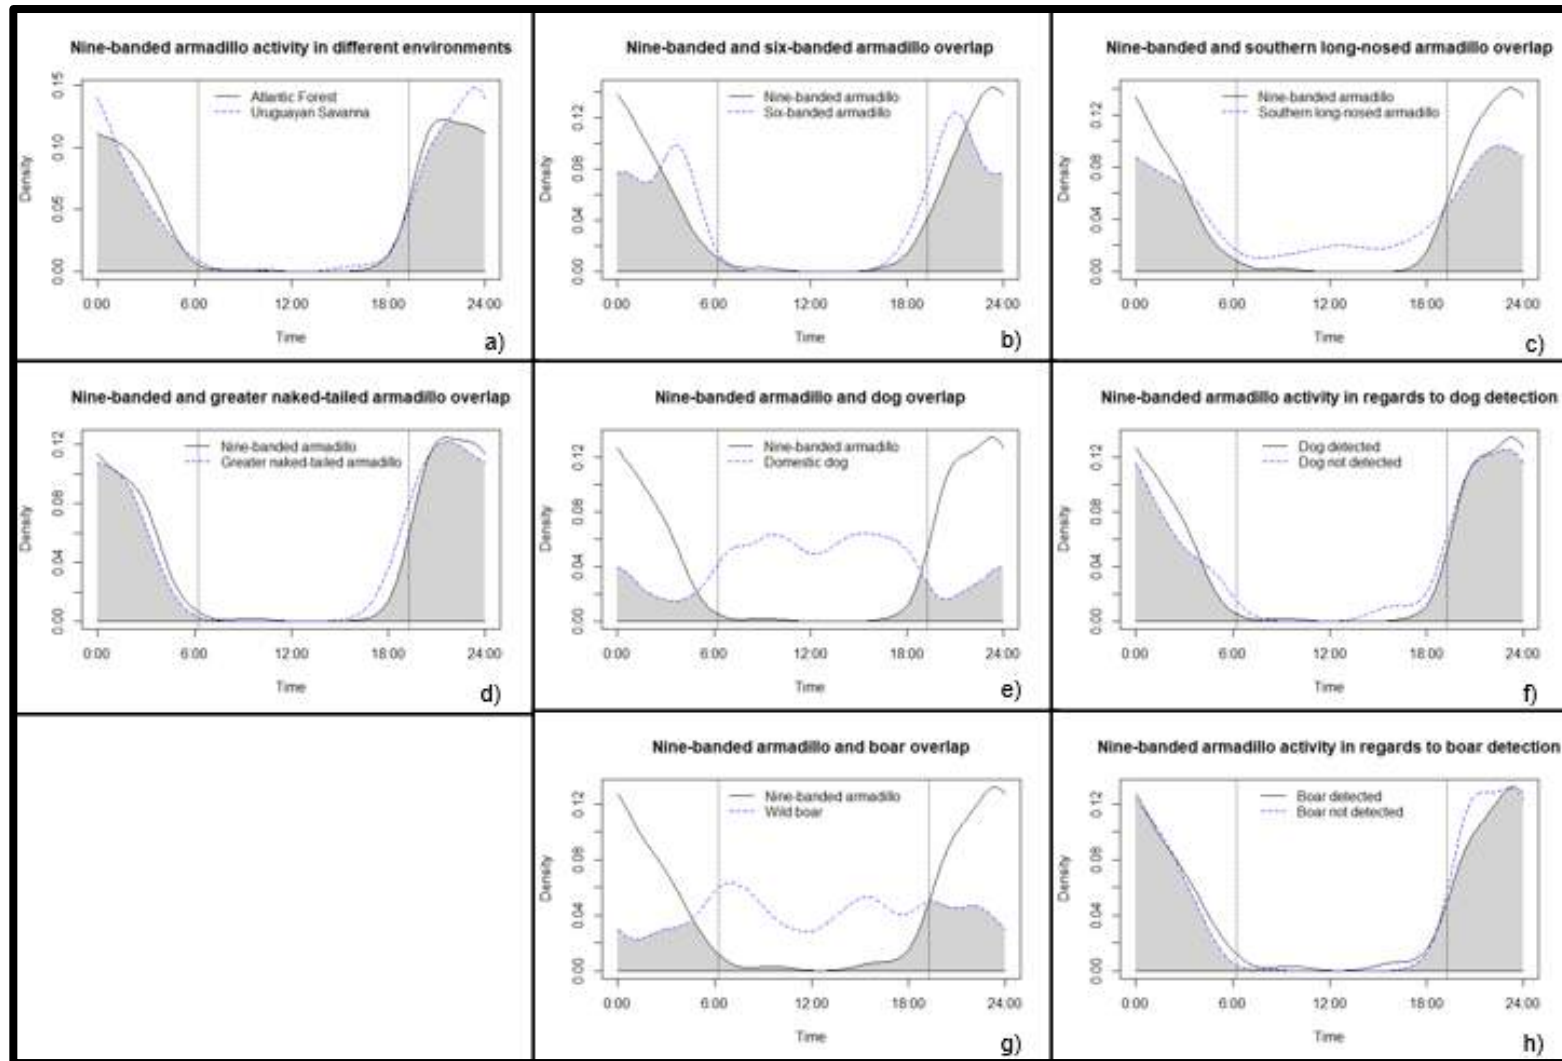 Nine-banded armadillo activity in different environments
Atlantic Forest
Uruguayan Savanna
Density
0.00
0.05
0.10
0.15
0:00 6:00 12:00 18:00 24:00
Time
a)
Nine-banded and six-banded armadillo overlap
Nine-banded armadillo
Six-banded armadillo
Density
0.00
0.04
0.08
0.12
0:00 6:00 12:00 18:00 24:00
Time
b)
Nine-banded and southern long-nosed armadillo overlap
Nine-banded armadillo
Southern long-nosed armadillo
Density
0.00
0.04
0.08
0.12
0:00 6:00 12:00 18:00 24:00
Time
c)
Nine-banded and greater naked-tailed armadillo overlap
Nine-banded armadillo
Greater naked-tailed armadillo
Density
0.00
0.04
0.08
0.12
0:00 6:00 12:00 18:00 24:00
Time
d)
Nine-banded armadillo and dog overlap
Nine-banded armadillo
Domestic dog
Density
0.00
0.04
0.08
0.12
0:00 6:00 12:00 18:00 24:00
Time
e)
Nine-banded armadillo activity in regards to dog detection
Dog detected
Dog not detected
Density
0.00
0.04
0.08
0.12
0:00 6:00 12:00 18:00 24:00
Time
f)
Nine-banded armadillo and boar overlap
Nine-banded armadillo
Wild boar
Density
0.00
0.04
0.08
0.12
0:00 6:00 12:00 18:00 24:00
Time
g)
Nine-banded armadillo activity in regards to boar detection
Boar detected
Boar not detected
Density
0.00
0.04
0.08
0.12
0:00 6:00 12:00 18:00 24:00
Time
h)